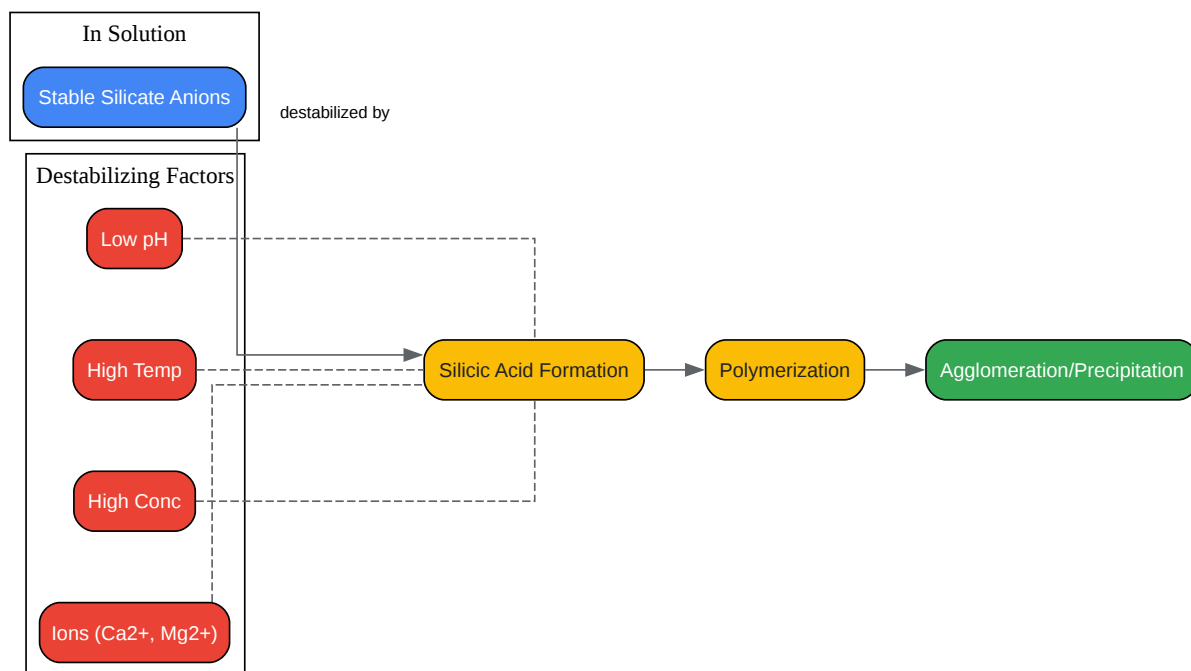 In Solution
Stable Silicate Anions
destabilized by
Destabilizing Factors
Low pH
High Temp
Silicic Acid Formation
Polymerization
Agglomeration/Precipitation
High Conc
Ions (Ca2+, Mg2+)